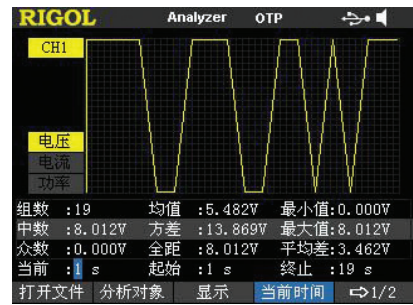 RIGOL Analyzer OTP
CH1
电压
电流
功率
组数 :19 均值 :5.482V 最小值:0.000V
中数 :8.012V 方差 :13.869V 最大值:8.012V
众数 :0.000V 全距 :8.012V 平均差:3.462V
当前 :1 s 起始 :1 s 终止 :19 s
打开文件 分析对象 显示 当前时间 ⇨1/2